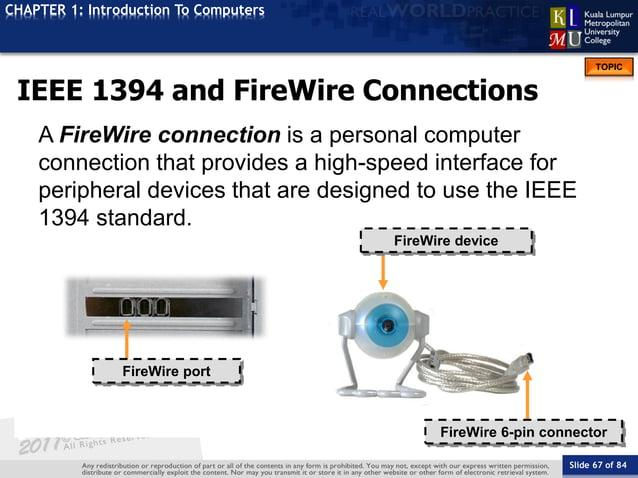 CHAPTER 1: Introduction To Computers
REALWORLDPRACTICE
KL
MU
Kuala Lumpur
Metropolitan
University
College
TOPIC
IEEE 1394 and FireWire Connections
A FireWire connection is a personal computer
connection that provides a high-speed interface for
peripheral devices that are designed to use the IEEE
1394 standard.
FireWire device
FireWire port
FireWire 6-pin connector
2011©
All Rights Reserve
Any redistribution or reproduction of part or all of the contents in any form is prohibited. You may not, except with our express written permission,
distribute or commercially exploit the content. Nor may you transmit it or store it in any other website or other form of electronic retrieval system.
Slide 67 of 84